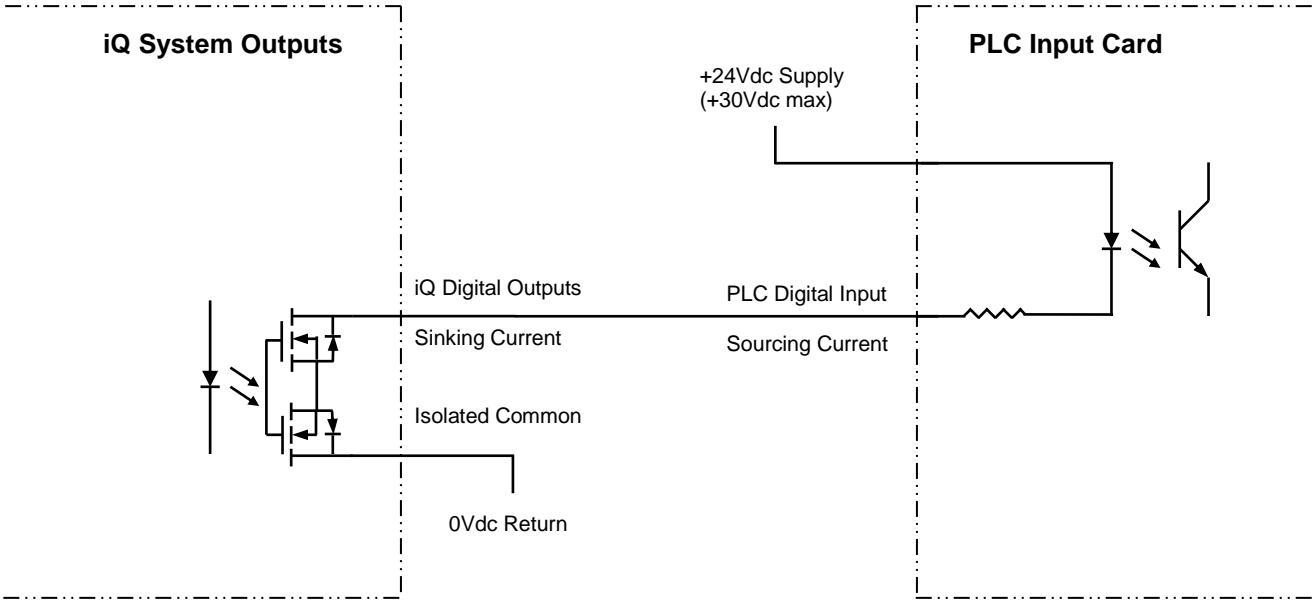 iQ System Outputs
PLC Input Card
+24Vdc Supply
(+30Vdc max)
iQ Digital Outputs
PLC Digital Input
Sinking Current
Sourcing Current
Isolated Common
0Vdc Return